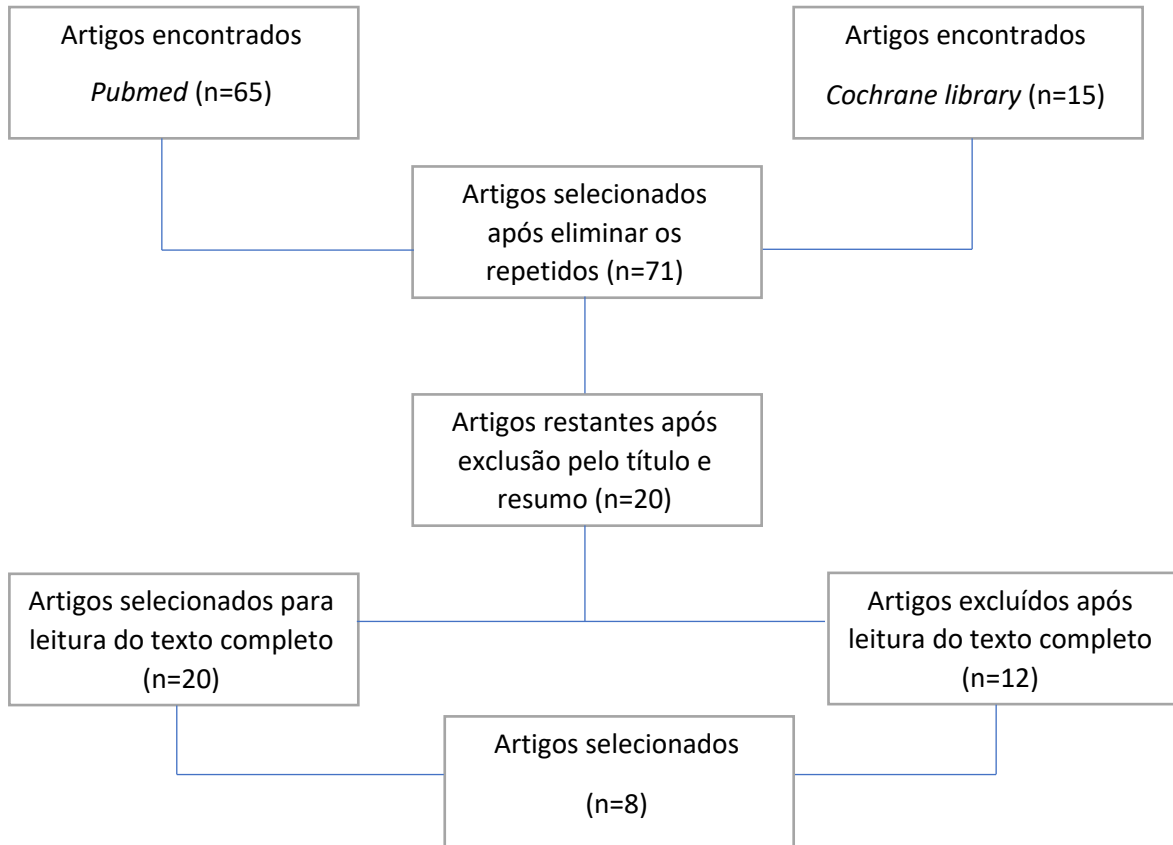 Artigos encontrados
Pubmed (n=65)
Artigos encontrados
Cochrane library (n=15)
Artigos selecionados
após eliminar os
repetidos (n=71)
Artigos restantes após
exclusão pelo título e
resumo (n=20)
Artigos selecionados para
leitura do texto completo
(n=20)
Artigos excluídos após
leitura do texto completo
(n=12)
Artigos selecionados
(n=8)